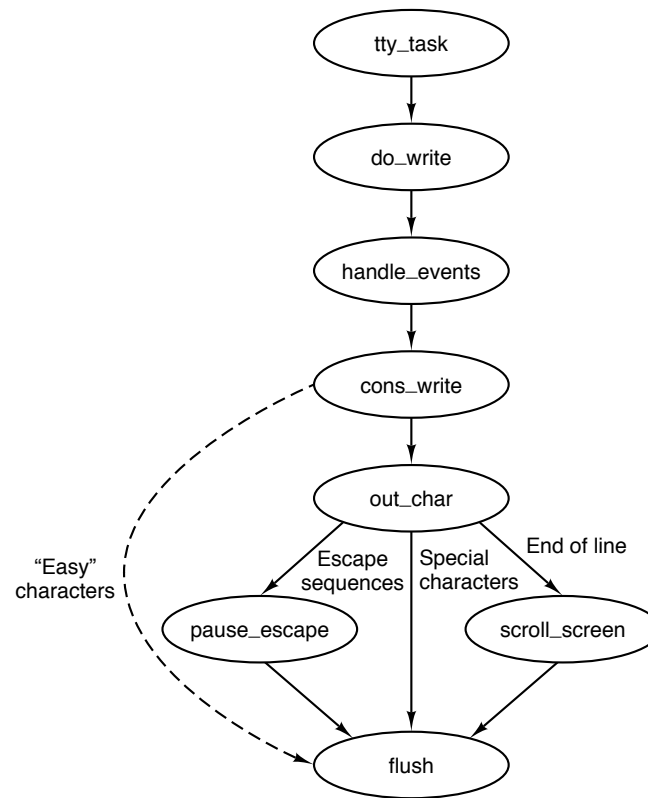 tty_task
do_write
handle_events
cons_write
out_char
“Easy”
characters
Escape
sequences
Special
characters
End of line
pause_escape
scroll_screen
flush